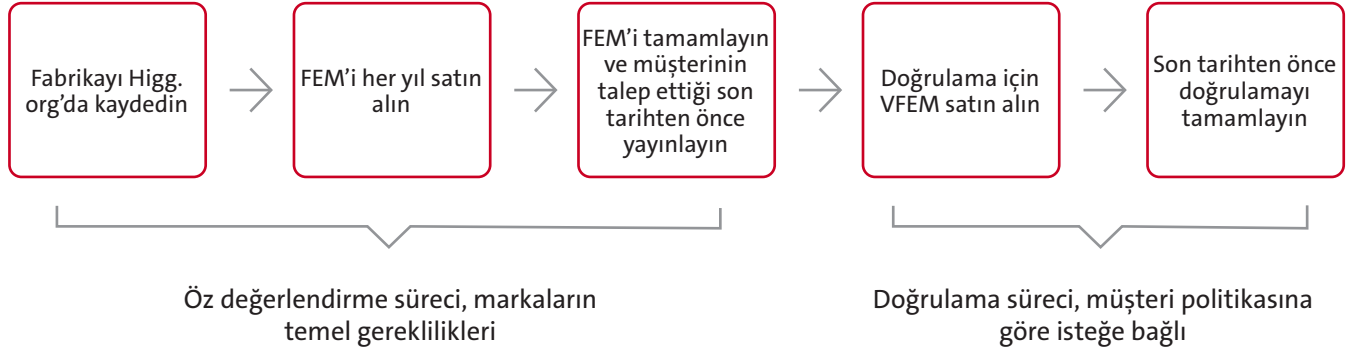 Fabrikayı Higg.
org’da kaydedin
FEM’i her yıl satın
alın
FEM’i tamamlayın
ve müşterinin
talep ettiği son
tarihten önce
yayınlayın
Doğrulama için
VFEM satın alın
Son tarihten önce
doğrulamayı
tamamlayın
Öz değerlendirme süreci, markaların
temel gereklilikleri
Doğrulama süreci, müşteri politikasına
göre isteğe bağlı